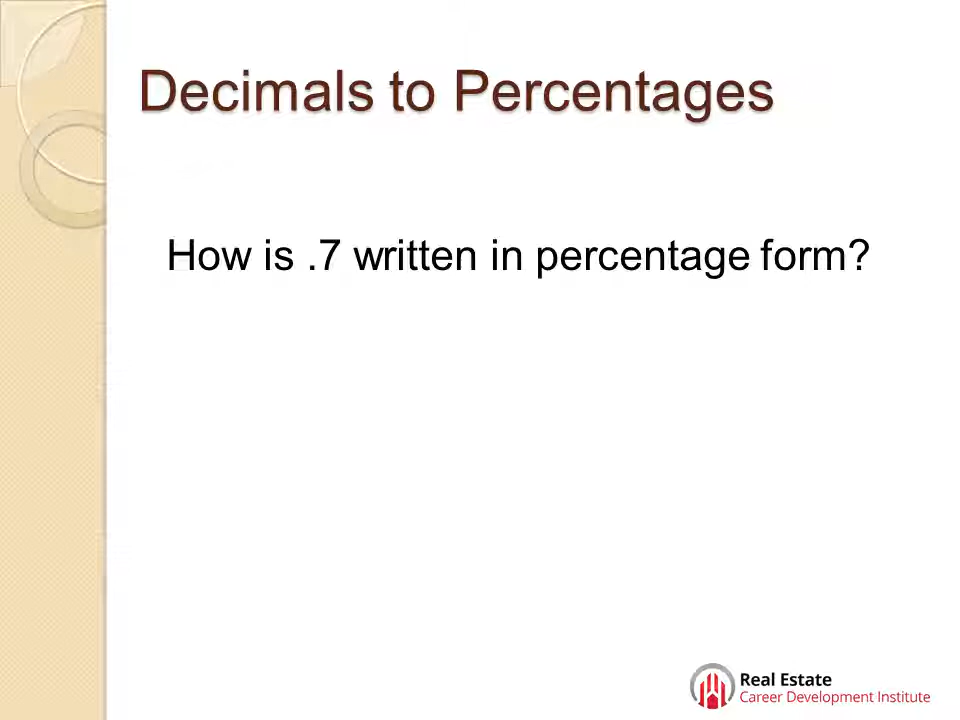 Decimals to Percentages
How is .7 written in percentage form?
Real Estate
Career Development Institute